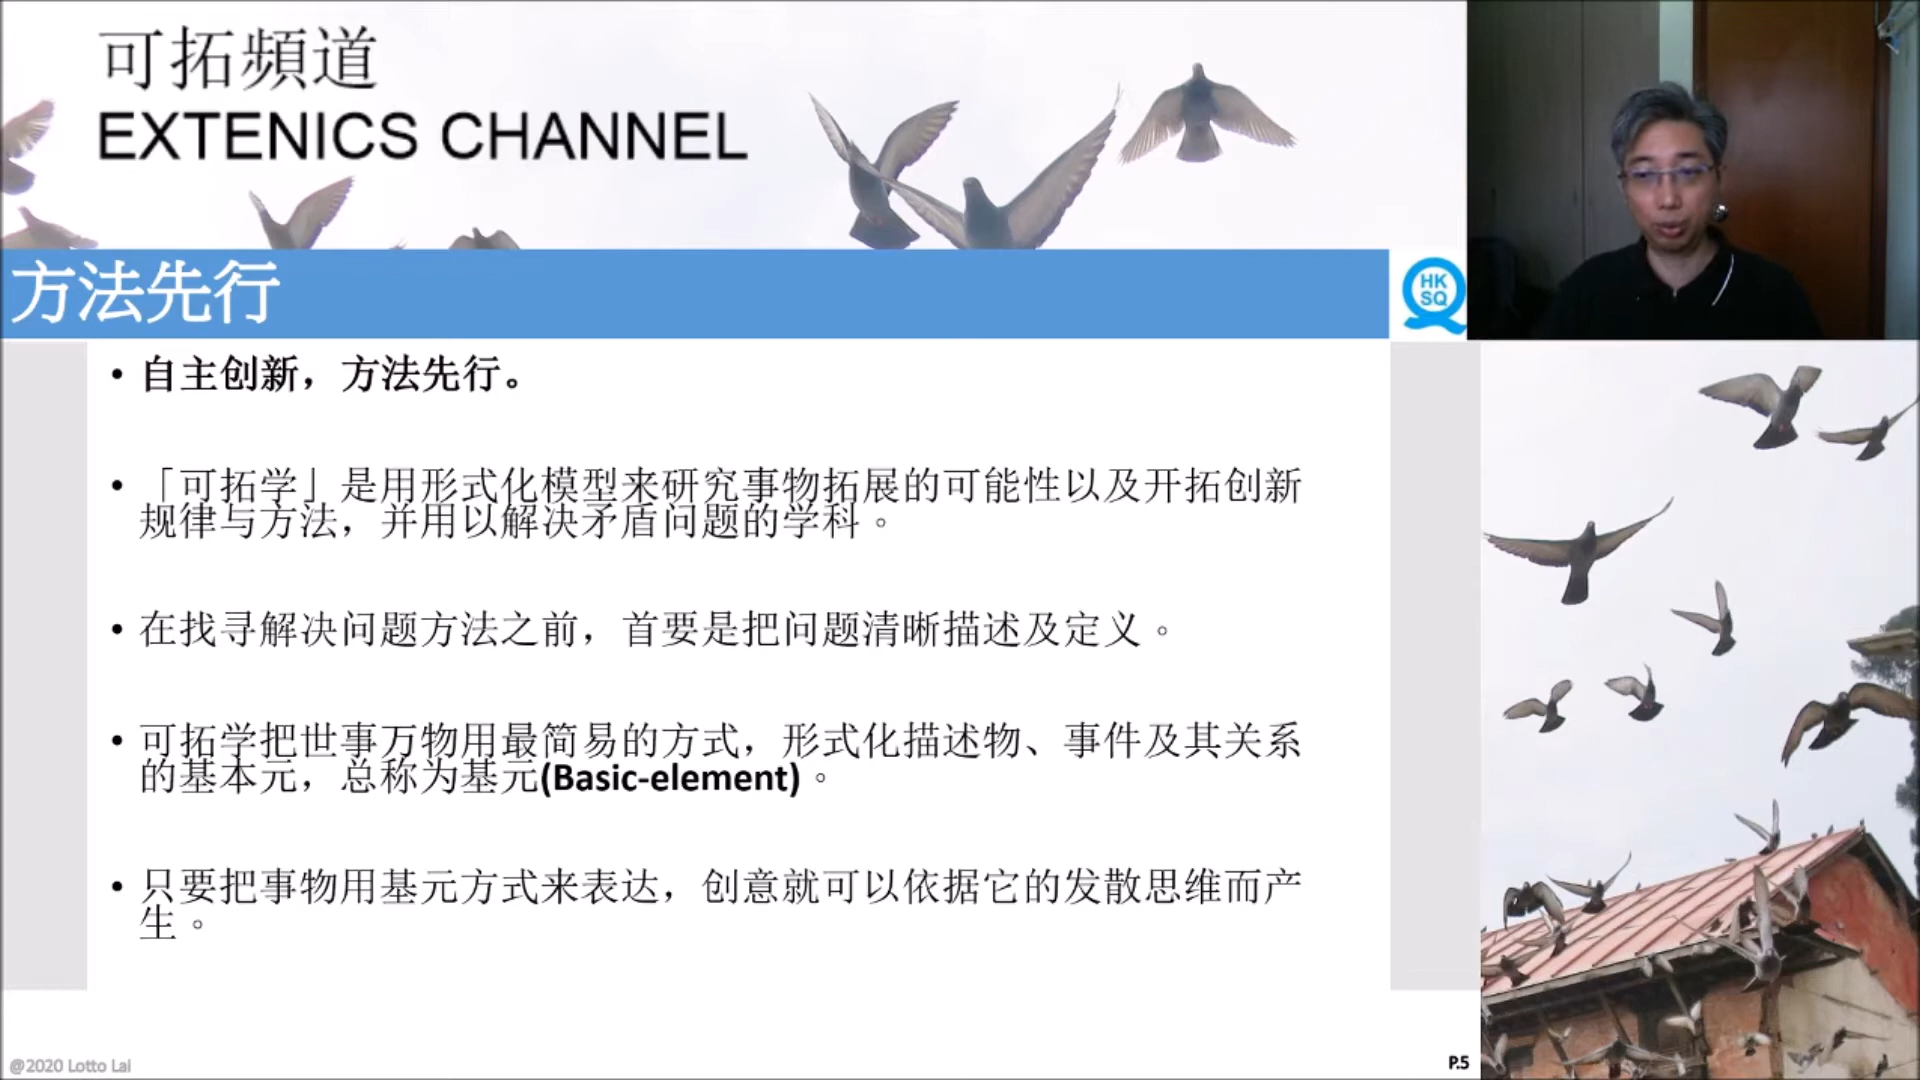 可拓頻道
EXTENICS CHANNEL
方法先行
HK
SQ
• 自主创新，方法先行。
• 「可拓学」是用形式化模型来研究事物拓展的可能性以及开拓创新
规律与方法，并用以解决矛盾问题的学科。
• 在找寻解决问题方法之前，首要是把问题清晰描述及定义。
• 可拓学把世事万物用最简易的方式，形式化描述物、事件及其关系
的基本元，总称为基元(Basic-element)。
• 只要把事物用基元方式来表达，创意就可以依据它的发散思维而产
生。
@2020 Lotto Lai
P.5